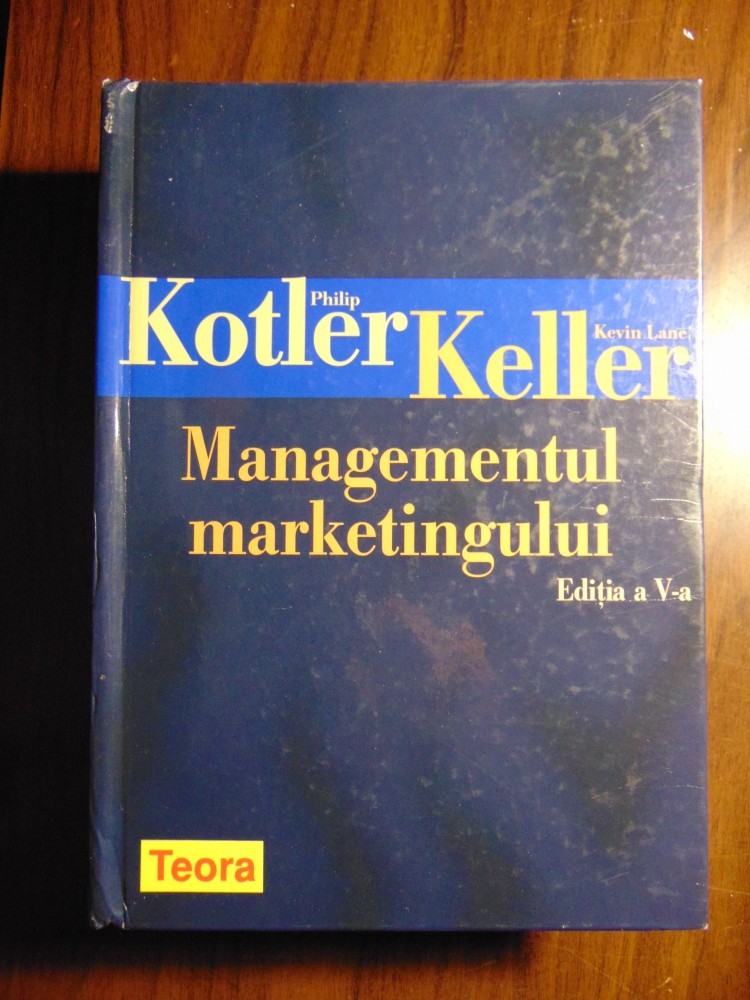 Philip
Kotler
Kevin Lane
Keller
Managementul
marketingului
Ediția a V-a
Teora